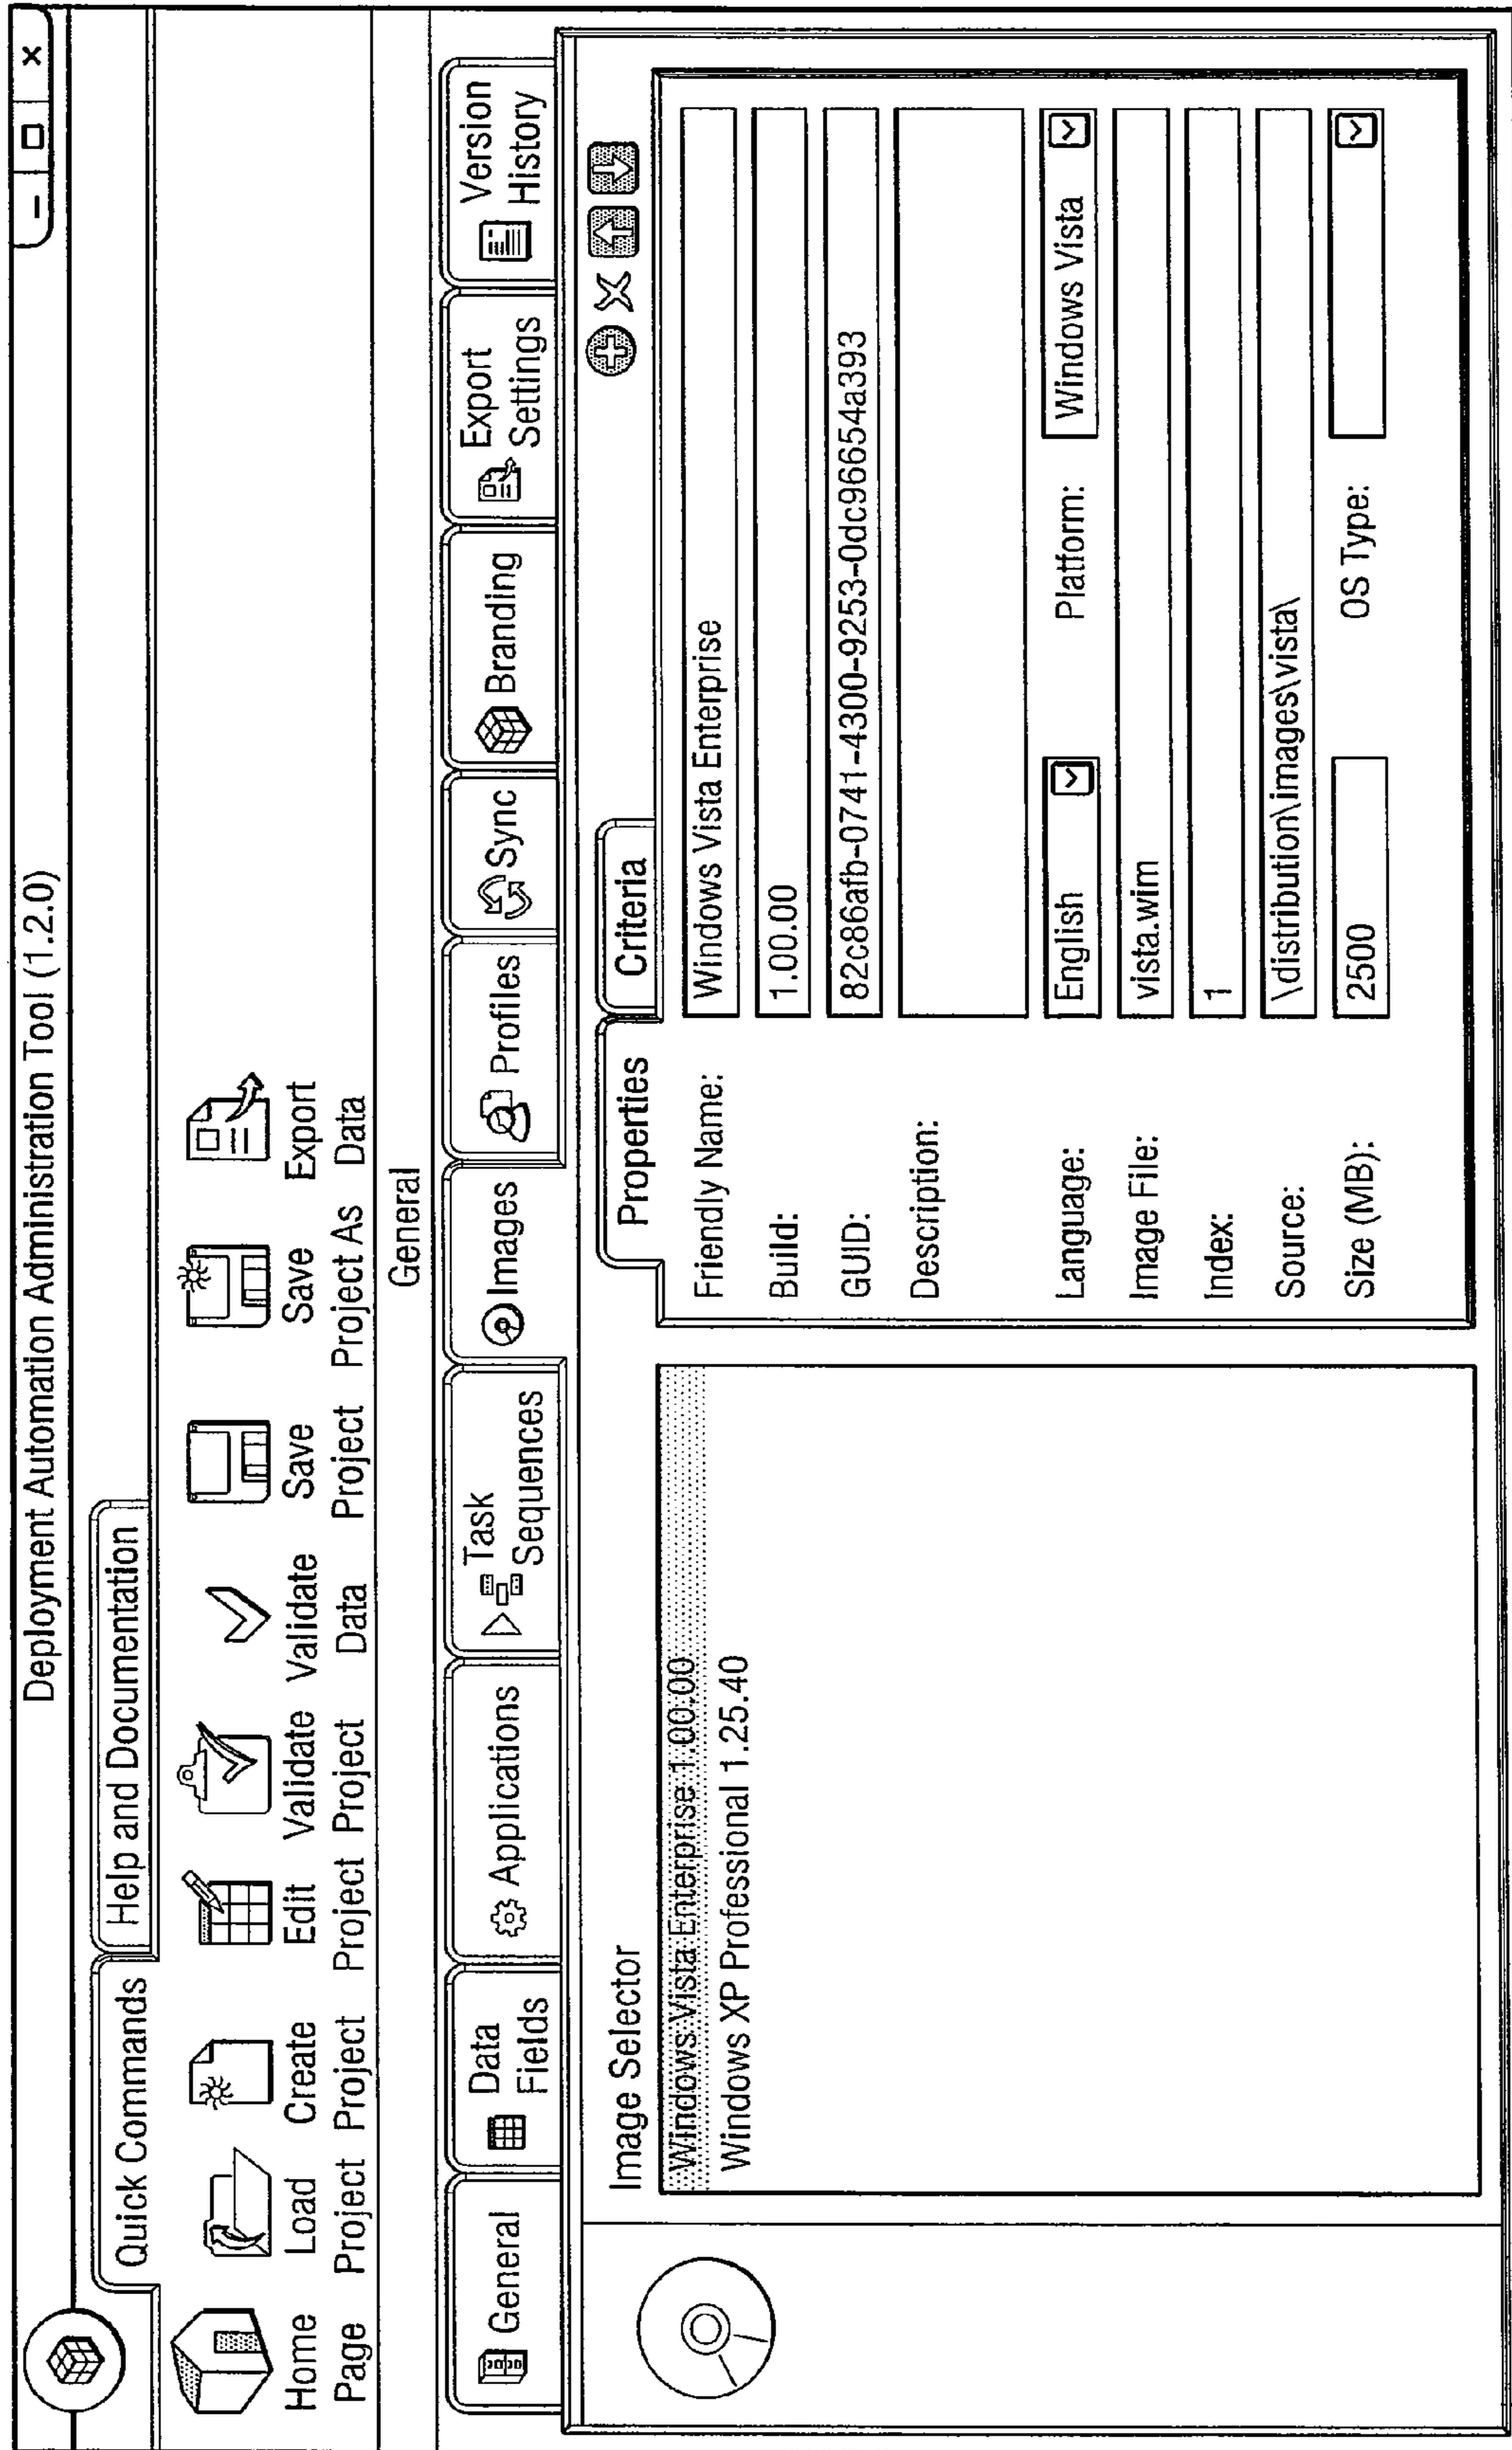 Deployment Automation Administration Tool (1.2.0)
Quick Commands
Help and Documentation
Home Page
Load Project
Create Project
Edit Project
Validate Project
Validate Data
Save Project
Save Project As
Export Data
General
General
Data Fields
Applications
Task Sequences
Images
Profiles
Sync
Branding
Export Settings
Version History
Image Selector
Windows Vista Enterprise 1.00.00
Windows XP Professional 1.25.40
Properties
Criteria
Friendly Name: Windows Vista Enterprise
Build: 1.00.00
GUID: 82c86afb-0741-4300-9253-0dc96654a393
Description:
Language: English Platform: Windows Vista
Image File: vista.wim
Index: 1
Source: \distribution\images\vista\
Size (MB): 2500 OS Type: